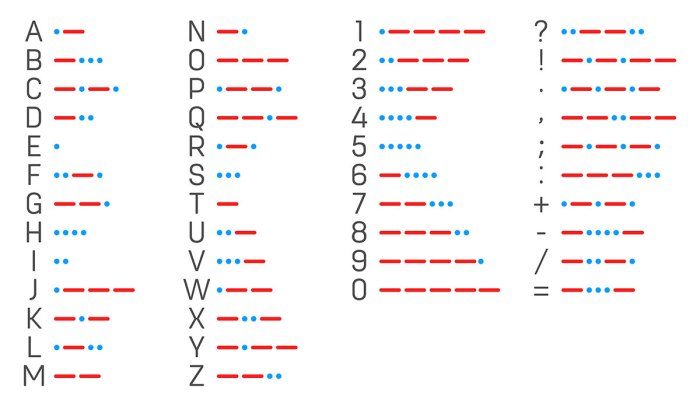 A ·—
B —···
C —·—·
D —··
E ·
F ··—·
G ——·
H ····
I ··
J ·———
K —·—
L ·—··
M ——
N —·
O ———
P ·——·
Q ——·—
R ·—·
S ···
T —
U ··—
V ···—
W ·——
X —··—
Y —·——
Z ——··
1 ·————
2 ··———
3 ···——
4 ····—
5 ·····
6 —····
7 ——···
8 ———··
9 ————·
0 —————
? ··——··
! —·—·——
. ·—·—·—
, ——··——
; —·—·—·
: ———···
+ ·—·—·
- —····—
/ —··—·
= —···—